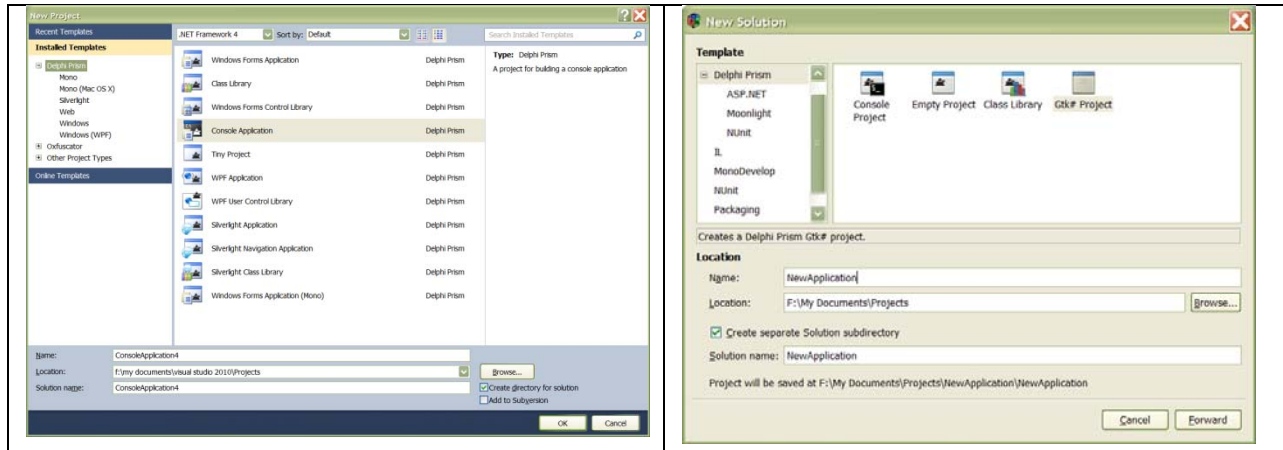 New Project
Recent Templates
.NET Framework 4 Sort by: Default Search Installed Templates
Installed Templates
Delphi Prism
Mono
Mono (Mac OS X)
Silverlight
Web
Windows
Windows (WPF)
Oxfuscator
Other Project Types
Online Templates
Windows Forms Application Delphi Prism
Class Library Delphi Prism
Windows Forms Control Library Delphi Prism
Console Application Delphi Prism
Tiny Project Delphi Prism
WPF Application Delphi Prism
WPF User Control Library Delphi Prism
Silverlight Application Delphi Prism
Silverlight Navigation Application Delphi Prism
Silverlight Class Library Delphi Prism
Windows Forms Application (Mono) Delphi Prism
Type: Delphi Prism
A project for building a console application
Name: ConsoleApplication4
Location: f:\my documents\visual studio 2010\Projects Browse...
Solution name: ConsoleApplication4 Create directory for solution
Add to Subversion
OK Cancel
New Solution
Template
Delphi Prism
ASP.NET
Moonlight
NUnit
IL
MonoDevelop
NUnit
Packaging
Console Project
Empty Project
Class Library
Gtk# Project
Creates a Delphi Prism Gtk# project.
Location
Name: NewApplication
Location: F:\My Documents\Projects Browse...
Create separate Solution subdirectory
Solution name: NewApplication
Project will be saved at F:\My Documents\Projects\NewApplication\NewApplication
Cancel Forward